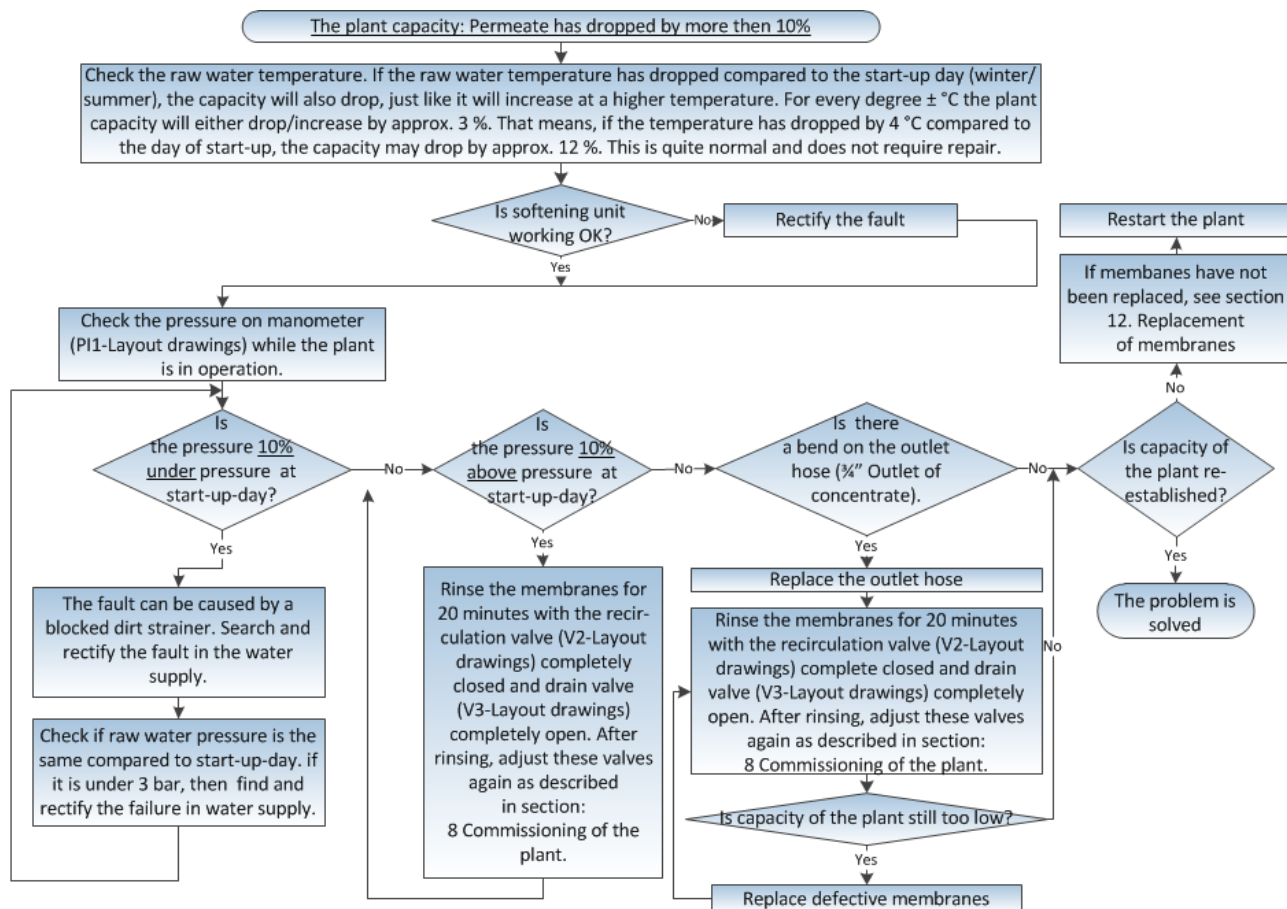 The plant capacity: Permeate has dropped by more then 10%
Check the raw water temperature. If the raw water temperature has dropped compared to the start-up day (winter/
summer), the capacity will also drop, just like it will increase at a higher temperature. For every degree ± °C the plant
capacity will either drop/increase by approx. 3 %. That means, if the temperature has dropped by 4 °C compared to
the day of start-up, the capacity may drop by approx. 12 %. This is quite normal and does not require repair.
Is softening unit
working OK?
No
Rectify the fault
Yes
Restart the plant
If membanes have not
been replaced, see section
12. Replacement
of membranes
No
Check the pressure on manometer
(PI1-Layout drawings) while the plant
is in operation.
Is
the pressure 10%
under pressure at
start-up-day?
No
Is
the pressure 10%
above pressure at
start-up-day?
No
Is there
a bend on the outlet
hose (¾” Outlet of
concentrate).
No
Is capacity of
the plant re-
established?
Yes
Yes
Yes
Yes
The fault can be caused by a
blocked dirt strainer. Search and
rectify the fault in the water
supply.
Check if raw water pressure is the
same compared to start-up-day. if
it is under 3 bar, then find and
rectify the failure in water supply.
Rinse the membranes for
20 minutes with the recir-
culation valve (V2-Layout
drawings) completely
closed and drain valve
(V3-Layout drawings)
completely open. After
rinsing, adjust these valves
again as described
in section:
8 Commissioning of the
plant.
Replace the outlet hose
Rinse the membranes for 20 minutes
with the recirculation valve (V2-Layout
drawings) complete closed and drain
valve (V3-Layout drawings) completely
open. After rinsing, adjust these valves
again as described in section:
8 Commissioning of the plant.
No
The problem is
solved
Is capacity of the plant still too low?
Yes
Replace defective membranes